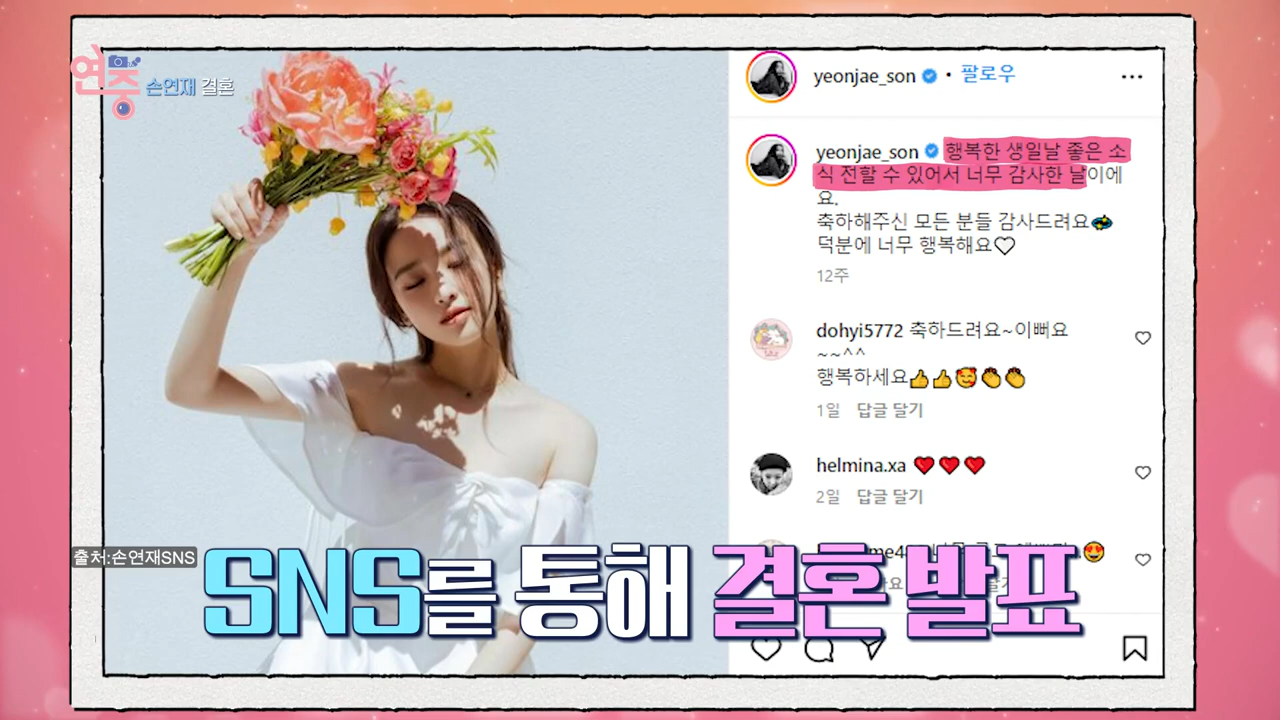 연중
손연재 결혼
yeonjae_son • 팔로우
yeonjae_son 행복한 생일날 좋은 소
식 전할 수 있어서 너무 감사한 날이에
요.
축하해주신 모든 분들 감사드려요
덕분에 너무 행복해요♡
12주
dohyi5772 축하드려요~이뻐요
~~^^
행복하세요👍👍🥰👏👏
1일 답글 달기
helmina.xa ❤❤❤
2일 답글 달기
출처:손연재SNS
SNS를 통해 결혼 발표